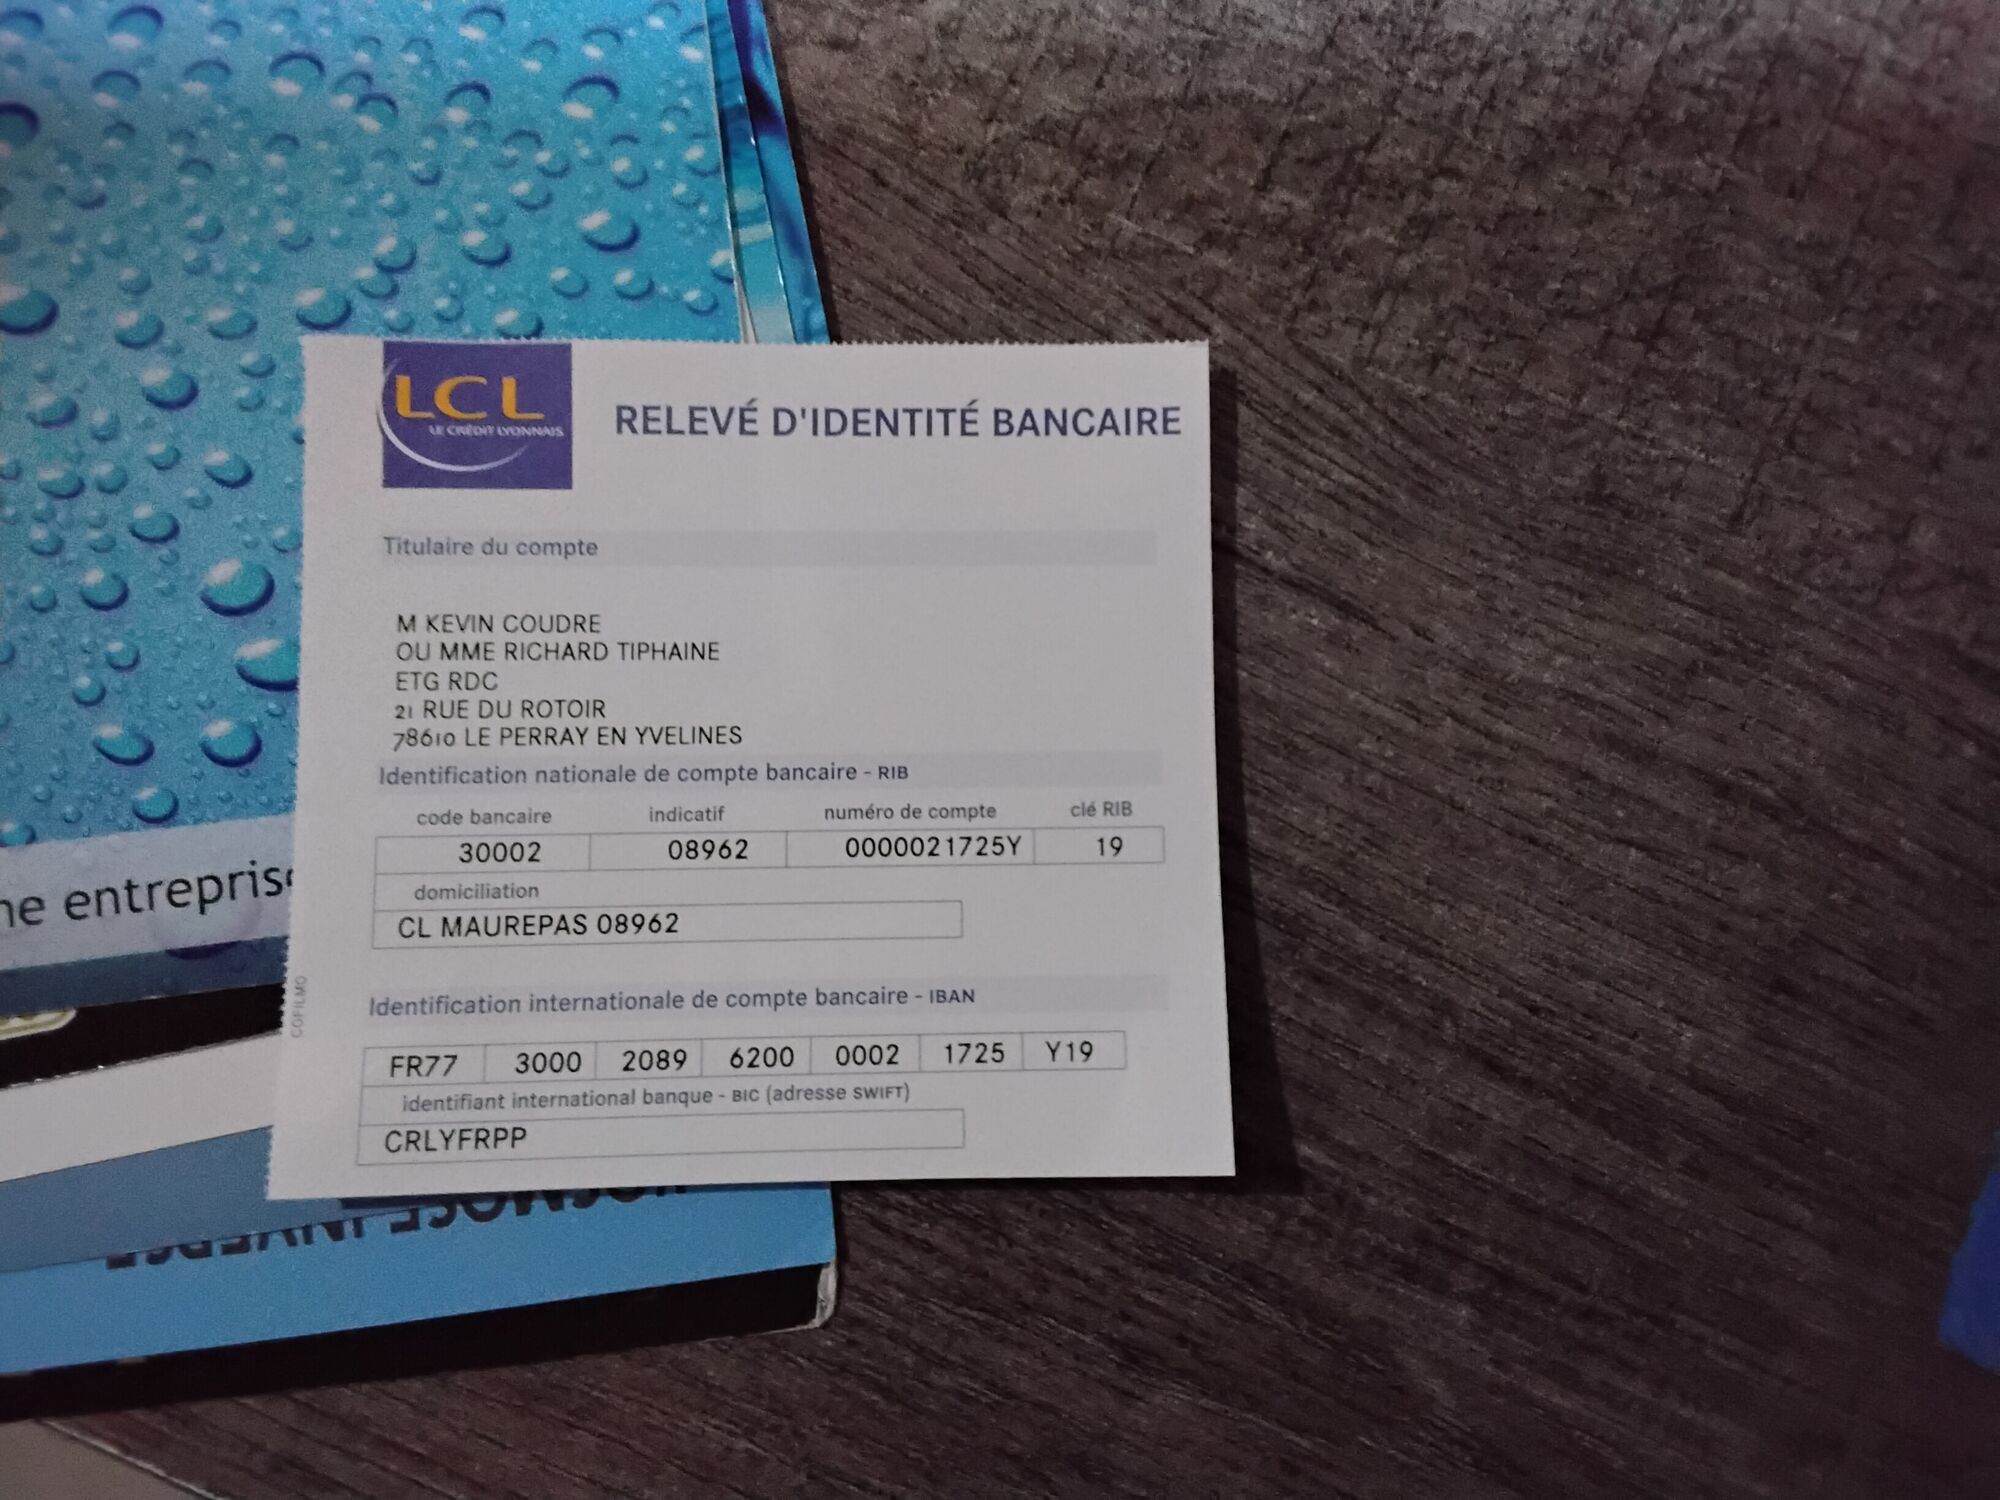 LCL
LE CRÉDIT LYONNAIS
RELEVÉ D'IDENTITÉ BANCAIRE
Titulaire du compte
M KEVIN COUDRE
OU MME RICHARD TIPHAINE
ETG RDC
21 RUE DU ROTOIR
78610 LE PERRAY EN YVELINES
Identification nationale de compte bancaire - RIB
code bancaire indicatif numéro de compte clé RIB
30002 08962 0000021725Y 19
domiciliation
CL MAUREPAS 08962
Identification internationale de compte bancaire - IBAN
FR77 3000 2089 6200 0002 1725 Y19
identifiant international banque - BIC (adresse SWIFT)
CRLYFRPP
COFILMO
ne entreprise